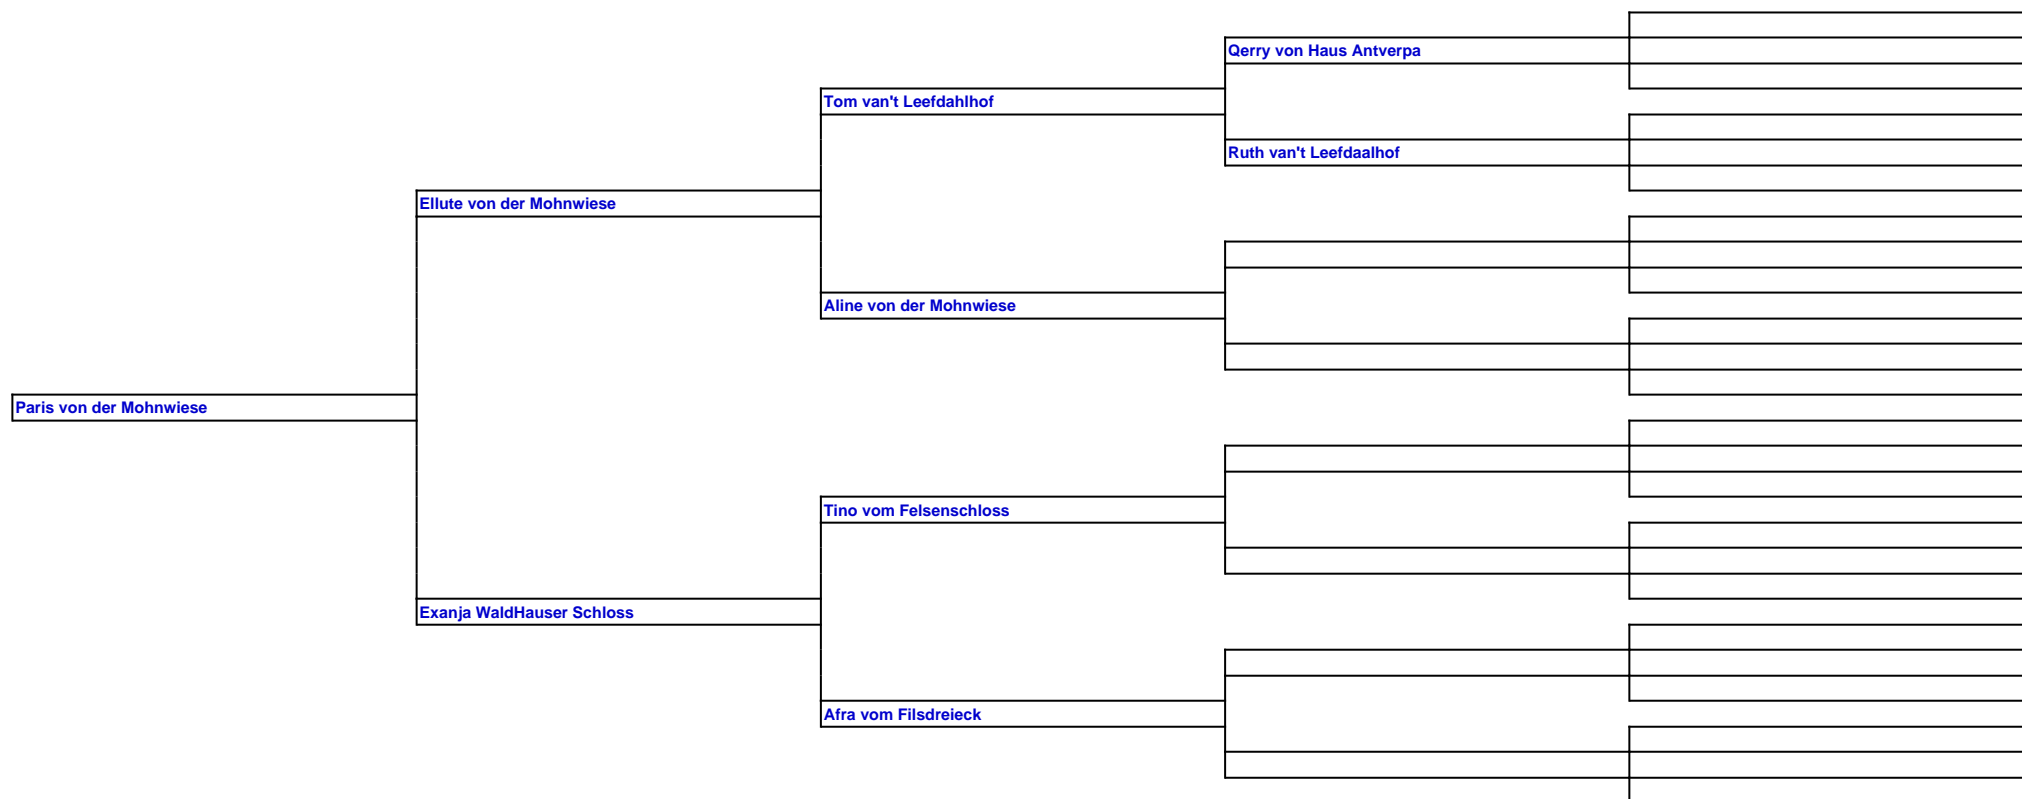 Qerry von Haus Antverpa
Tom van't Leefdahlhof
Ruth van't Leefdaalhof
Ellute von der Mohnwiese
Aline von der Mohnwiese
Paris von der Mohnwiese
Tino vom Felsenschloss
Exanja WaldHauser Schloss
Afra vom Filsdreieck